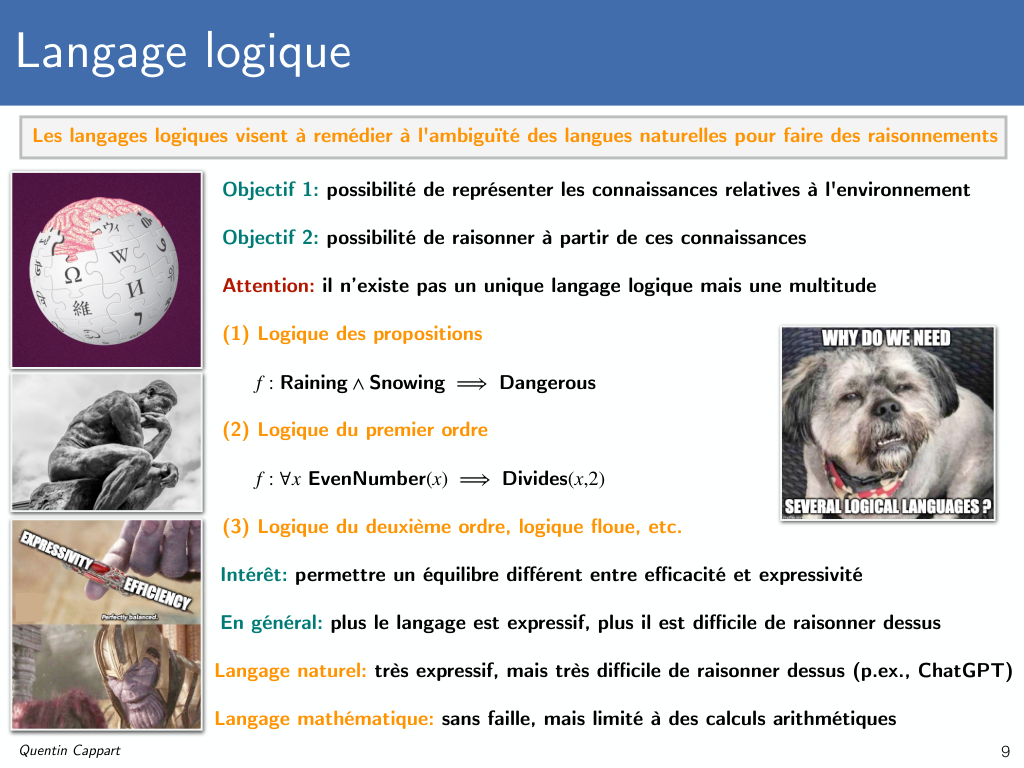 Langage logique
Les langages logiques visent à remédier à l'ambiguïté des langues naturelles pour faire des raisonnements
Objectif 1: possibilité de représenter les connaissances relatives à l'environnement
Objectif 2: possibilité de raisonner à partir de ces connaissances
Attention: il n'existe pas un unique langage logique mais une multitude
(1) Logique des propositions
f : Raining ∧ Snowing ⟹ Dangerous
(2) Logique du premier ordre
f : ∀x EvenNumber(x) ⟹ Divides(x,2)
(3) Logique du deuxième ordre, logique floue, etc.
Intérêt: permettre un équilibre différent entre efficacité et expressivité
En général: plus le langage est expressif, plus il est difficile de raisonner dessus
Langage naturel: très expressif, mais très difficile de raisonner dessus (p.ex., ChatGPT)
Langage mathématique: sans faille, mais limité à des calculs arithmétiques
Ω
W
И
維
WHY DO WE NEED
SEVERAL LOGICAL LANGUAGES ?
EXPRESSIVITY
EFFICIENCY
Perfectly balanced.
Quentin Cappart
9